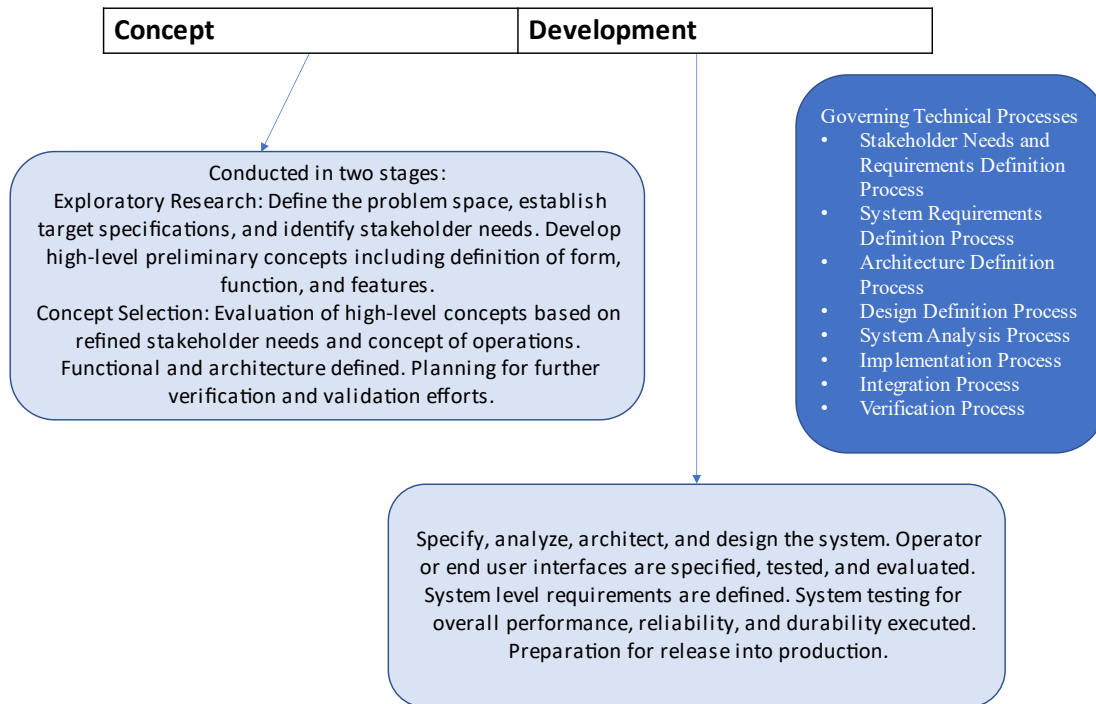 Concept
Development
Governing Technical Processes
• Stakeholder Needs and
Requirements Definition
Process
• System Requirements
Definition Process
• Architecture Definition
Process
• Design Definition Process
• System Analysis Process
• Implementation Process
• Integration Process
• Verification Process
Conducted in two stages:
Exploratory Research: Define the problem space, establish
target specifications, and identify stakeholder needs. Develop
high-level preliminary concepts including definition of form,
function, and features.
Concept Selection: Evaluation of high-level concepts based on
refined stakeholder needs and concept of operations.
Functional and architecture defined. Planning for further
verification and validation efforts.
Specify, analyze, architect, and design the system. Operator
or end user interfaces are specified, tested, and evaluated.
System level requirements are defined. System testing for
overall performance, reliability, and durability executed.
Preparation for release into production.